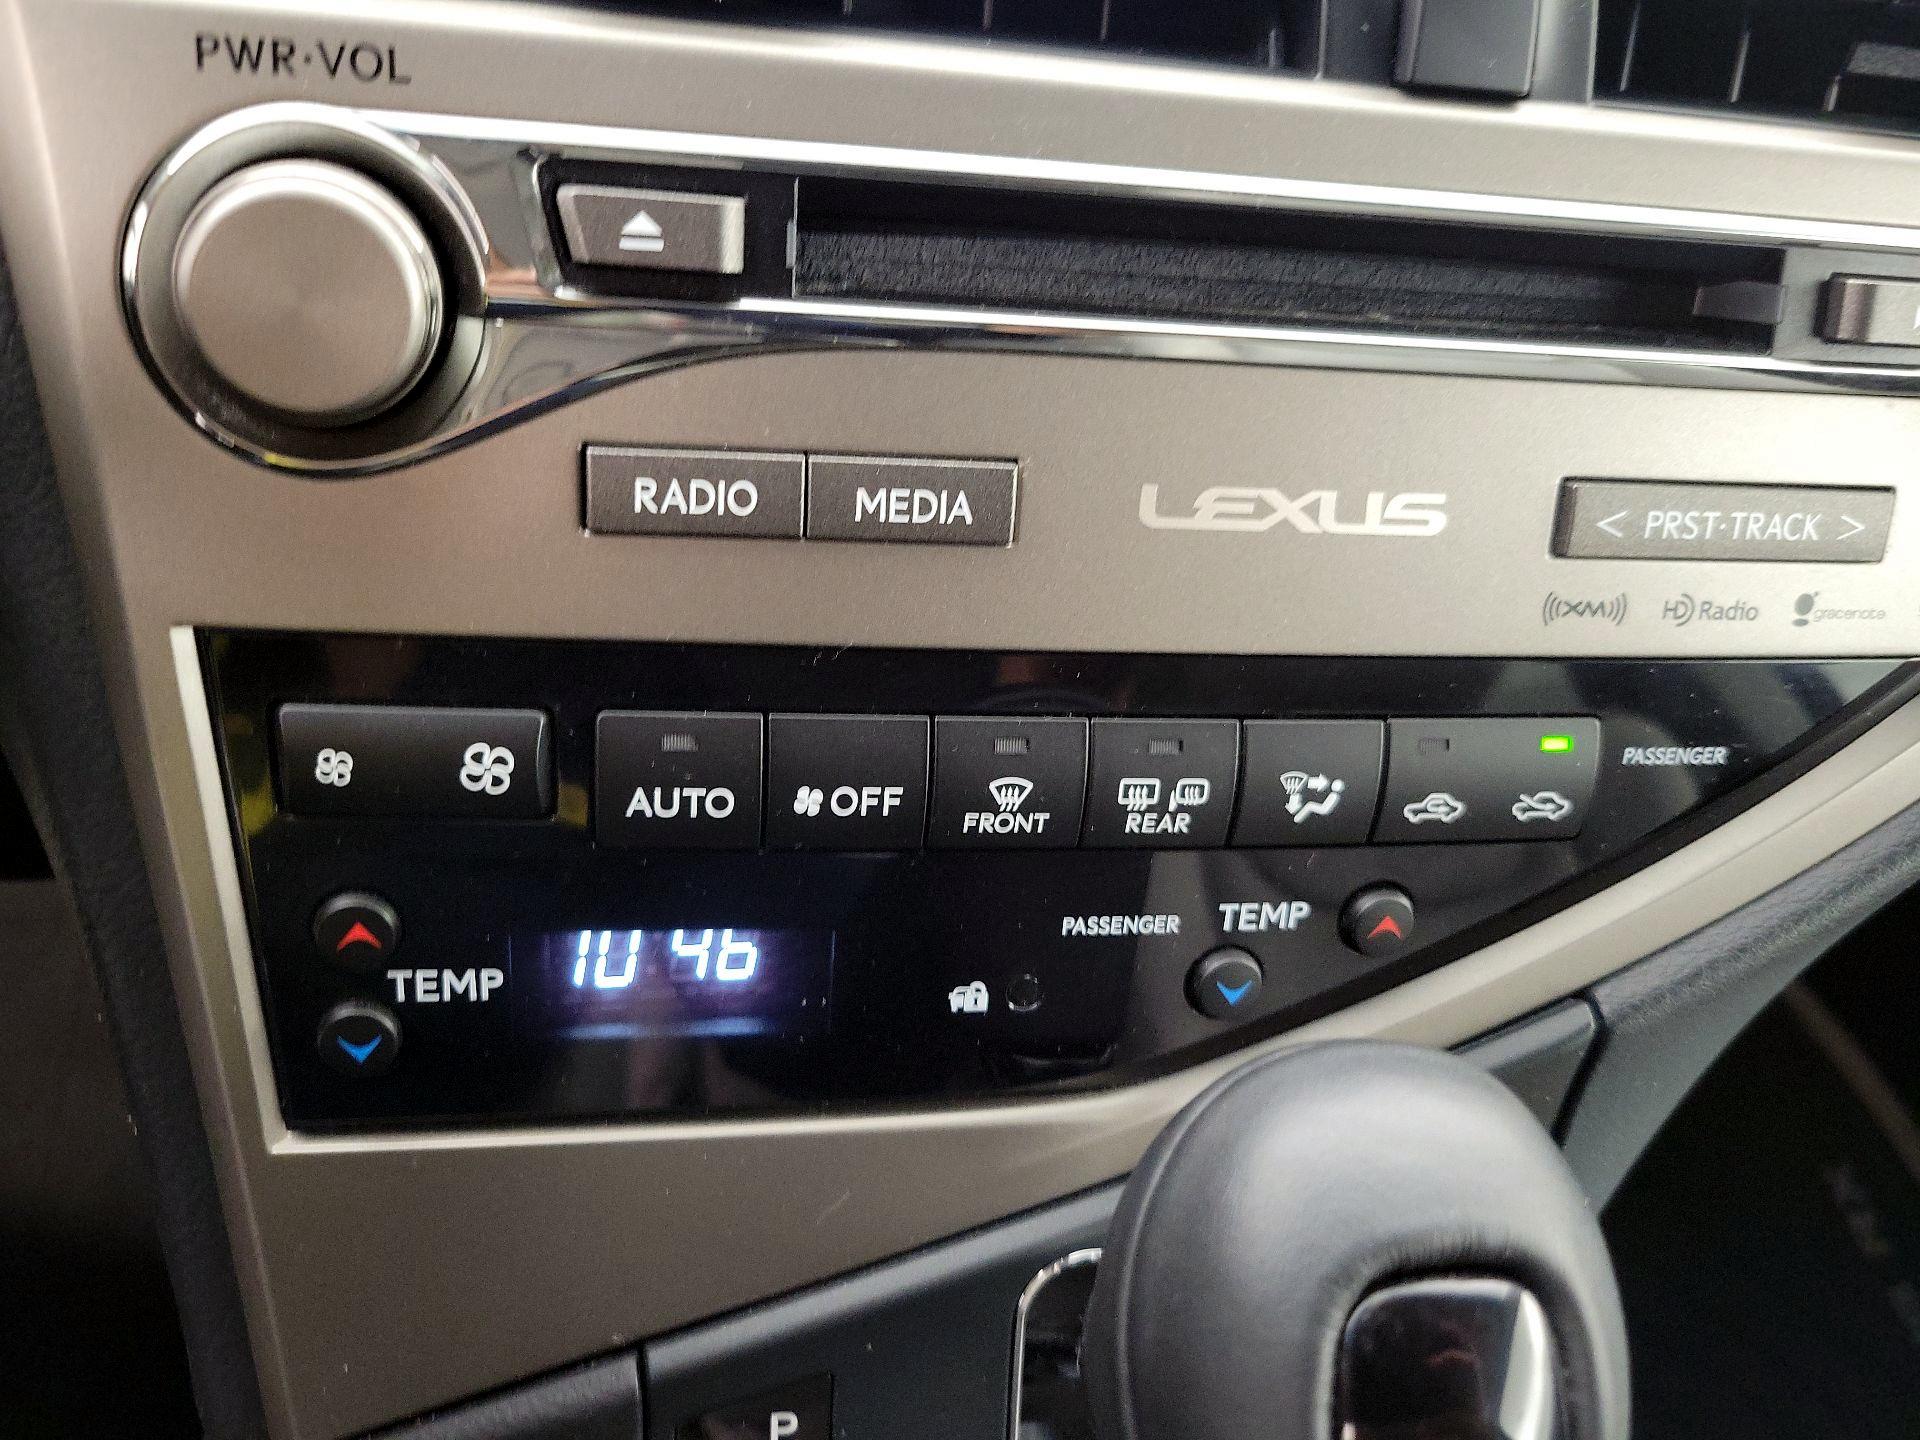 PWR·VOL
RADIO
MEDIA
LEXUS
< PRST·TRACK >
((XM))
HD Radio
gracenote
AUTO
OFF
FRONT
REAR
PASSENGER
TEMP
10 46
PASSENGER
TEMP
P